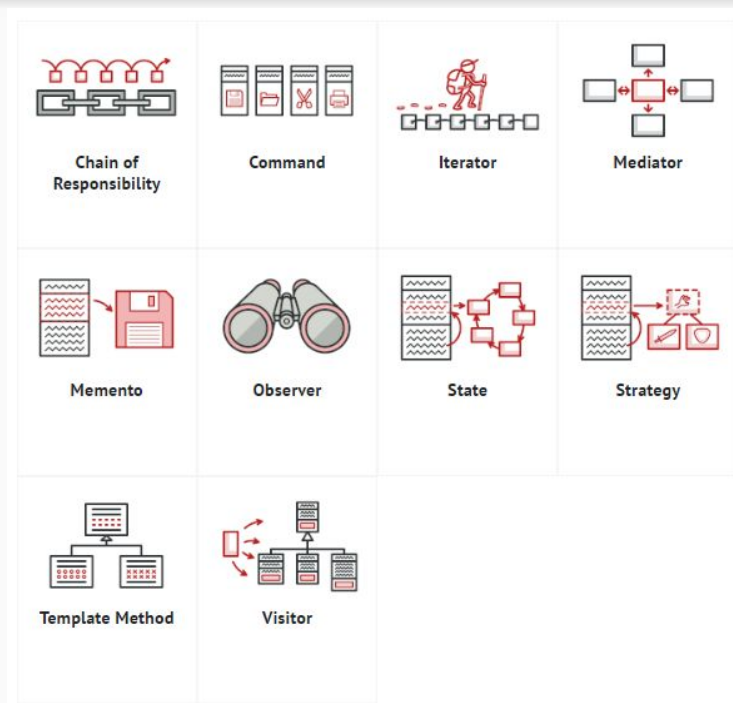 Chain of
Responsibility
Command
Iterator
Mediator
Memento
Observer
State
Strategy
Template Method
Visitor